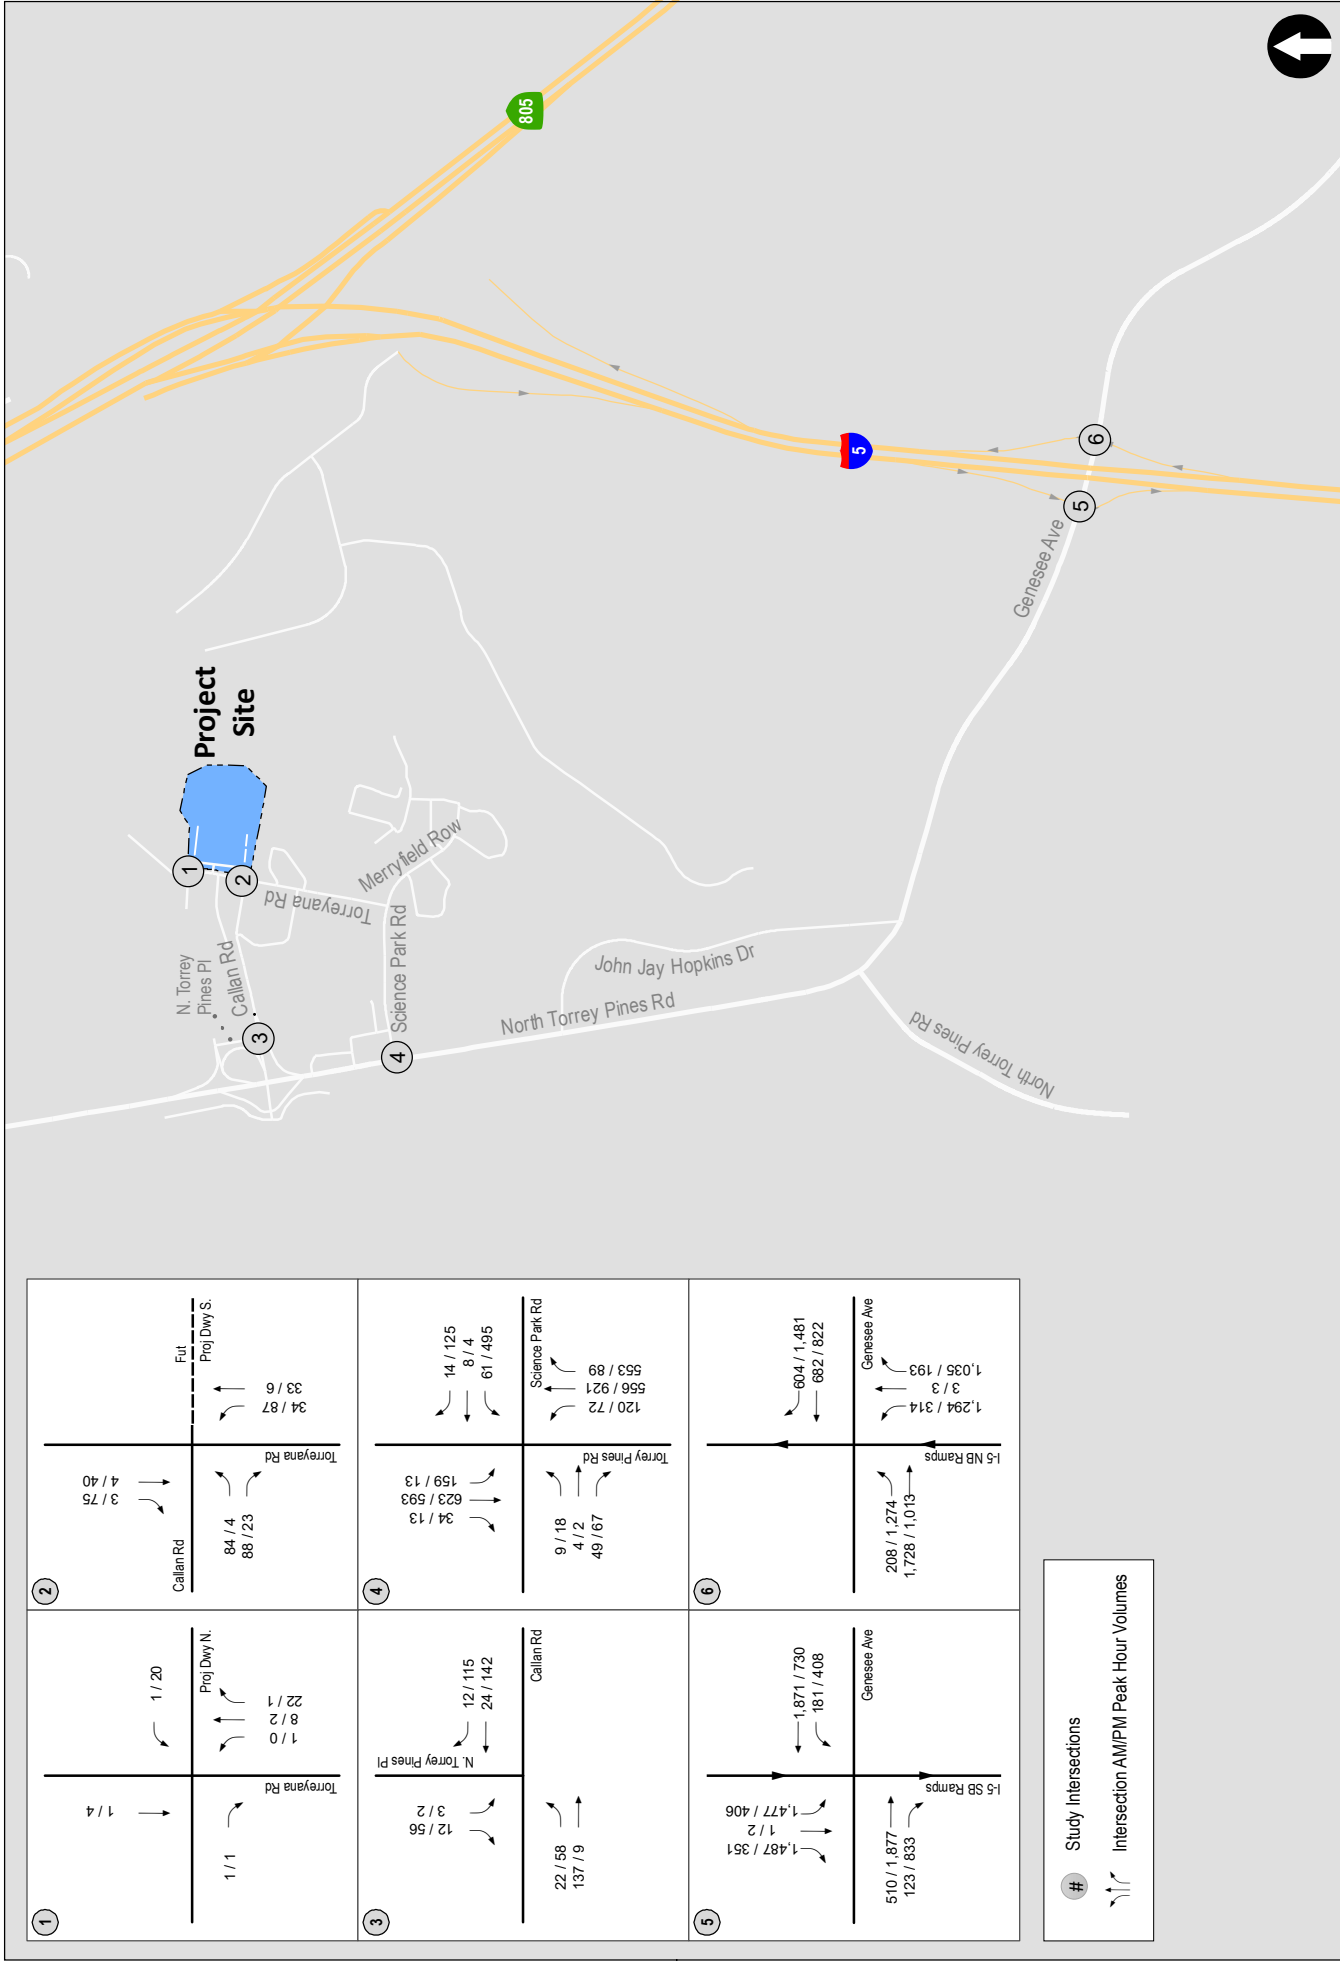 805
5
Project
Site
1
2
3
4
5
6
N. Torrey
Pines Pl
Callan Rd
Torreyana Rd
Merryfield Row
Science Park Rd
John Jay Hopkins Dr
North Torrey Pines Rd
North Torrey Pines Rd
Genesee Ave
1
1 / 4
1 / 20
Proj Dwy N.
Torreyana Rd
1 / 1
1 / 0
8 / 2
22 / 1
2
3 / 75
4 / 40
Callan Rd
Fut
Proj Dwy S.
Torreyana Rd
84 / 4
88 / 23
34 / 87
33 / 6
3
12 / 56
3 / 2
N. Torrey Pines Pl
12 / 115
24 / 142
Callan Rd
22 / 58
137 / 9
4
34 / 13
623 / 593
159 / 13
14 / 125
8 / 4
61 / 495
Science Park Rd
Torrey Pines Rd
9 / 18
4 / 2
49 / 67
120 / 72
556 / 921
553 / 89
5
1,487 / 351
1 / 2
1,477 / 406
1,871 / 730
181 / 408
Genesee Ave
I-5 SB Ramps
510 / 1,877
123 / 833
6
604 / 1,481
682 / 822
Genesee Ave
I-5 NB Ramps
208 / 1,274
1,728 / 1,013
1,294 / 314
3 / 3
1,035 / 193
# Study Intersections
Intersection AM/PM Peak Hour Volumes